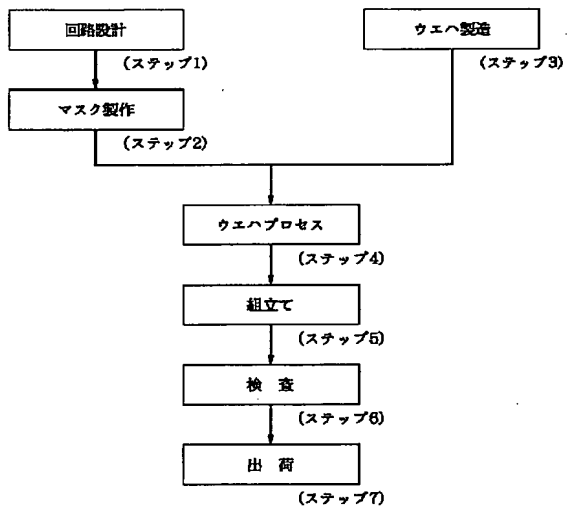 回路設計
(ステップ1)
ウエハ製造
(ステップ3)
マスク製作
(ステップ2)
ウエハプロセス
(ステップ4)
組立て
(ステップ5)
検 査
(ステップ6)
出 荷
(ステップ7)